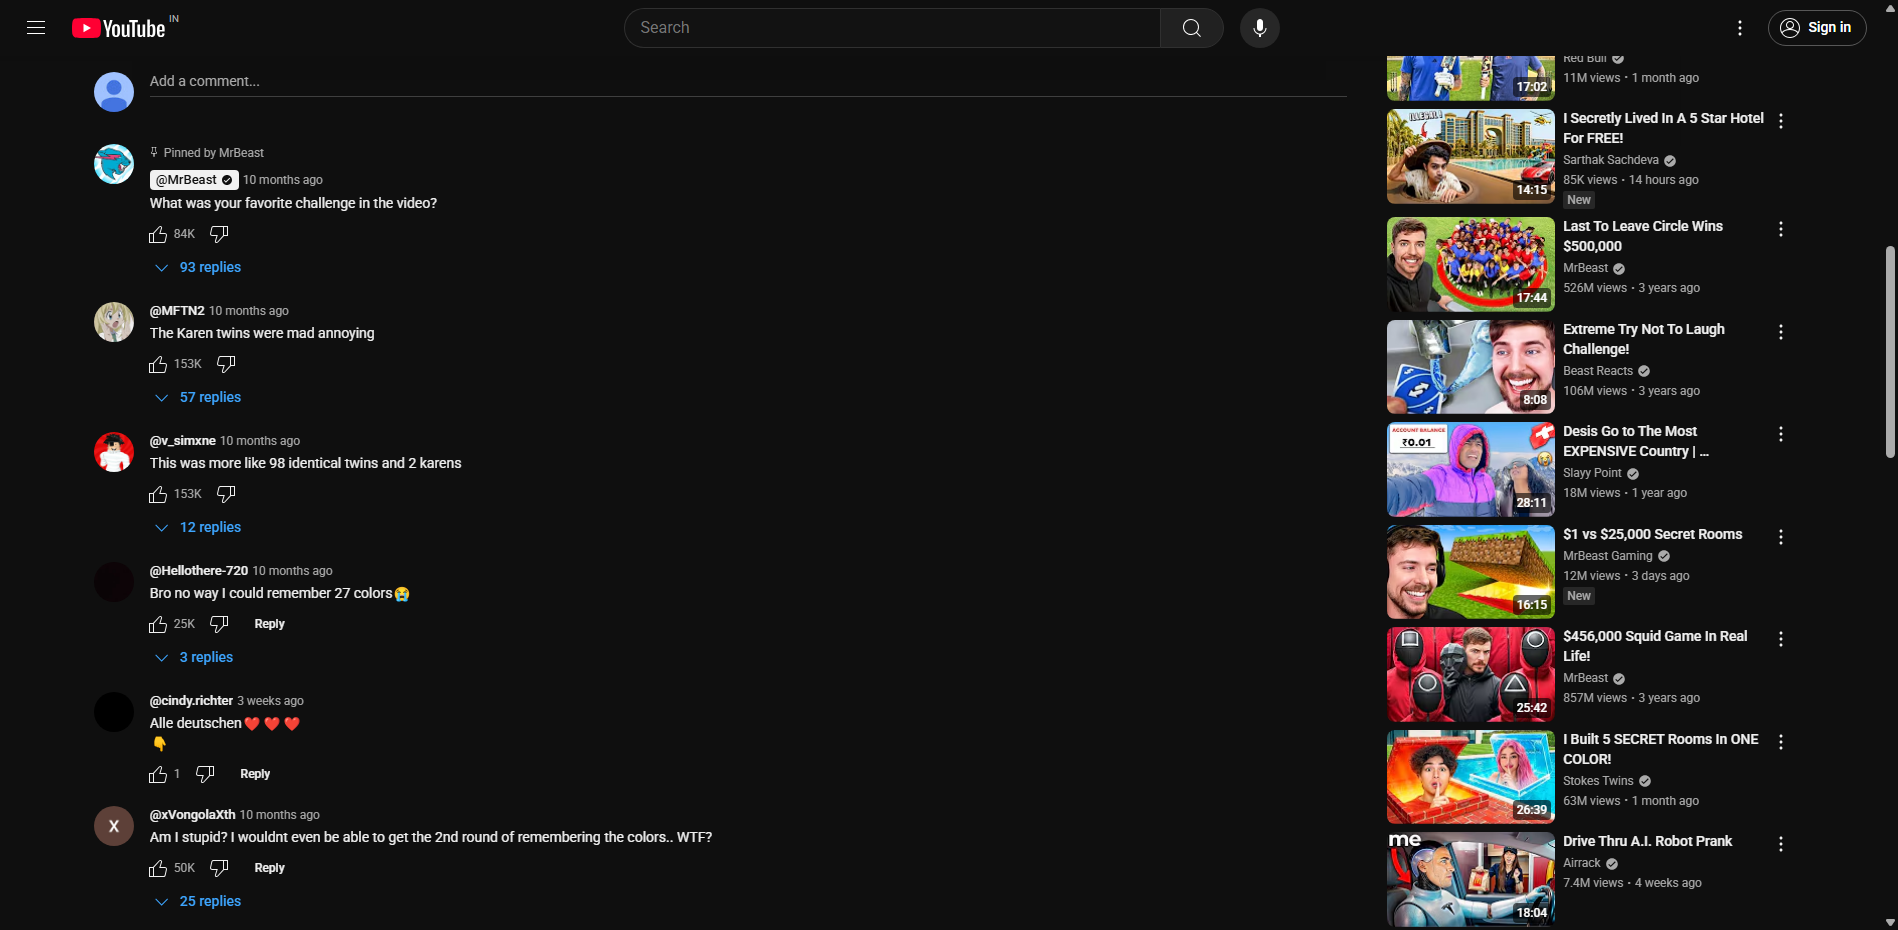 YouTube IN
Search
Sign in
Add a comment...
Pinned by MrBeast
@MrBeast 10 months ago
What was your favorite challenge in the video?
84K
93 replies
@MFTN2 10 months ago
The Karen twins were mad annoying
153K
57 replies
@v_simxne 10 months ago
This was more like 98 identical twins and 2 karens
153K
12 replies
@Hellothere-720 10 months ago
Bro no way I could remember 27 colors😭
25K Reply
3 replies
@cindy.richter 3 weeks ago
Alle deutschen❤️❤️❤️
👇
1 Reply
X
@xVongolaXth 10 months ago
Am I stupid? I wouldnt even be able to get the 2nd round of remembering the colors.. WTF?
50K Reply
25 replies
17:02
Red Bull
11M views • 1 month ago
ILLEGAL!
14:15
I Secretly Lived In A 5 Star Hotel
For FREE!
Sarthak Sachdeva
85K views • 14 hours ago
New
17:44
Last To Leave Circle Wins
$500,000
MrBeast
526M views • 3 years ago
8:08
Extreme Try Not To Laugh
Challenge!
Beast Reacts
106M views • 3 years ago
ACCOUNT BALANCE
₹0.01
28:11
Desis Go to The Most
EXPENSIVE Country | ...
Slayy Point
18M views • 1 year ago
16:15
$1 vs $25,000 Secret Rooms
MrBeast Gaming
12M views • 3 days ago
New
25:42
$456,000 Squid Game In Real
Life!
MrBeast
857M views • 3 years ago
26:39
I Built 5 SECRET Rooms In ONE
COLOR!
Stokes Twins
63M views • 1 month ago
me
18:04
Drive Thru A.I. Robot Prank
Airrack
7.4M views • 4 weeks ago